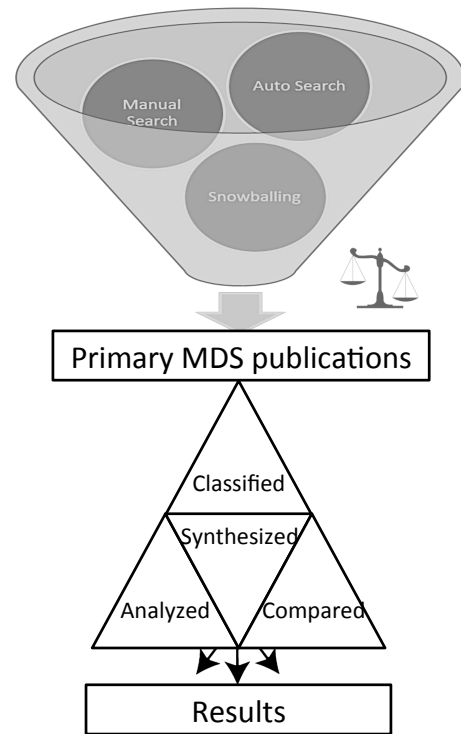 Auto Search
Manual
Search
Snowballing
Primary MDS publications
Classified
Synthesized
Analyzed
Compared
Results